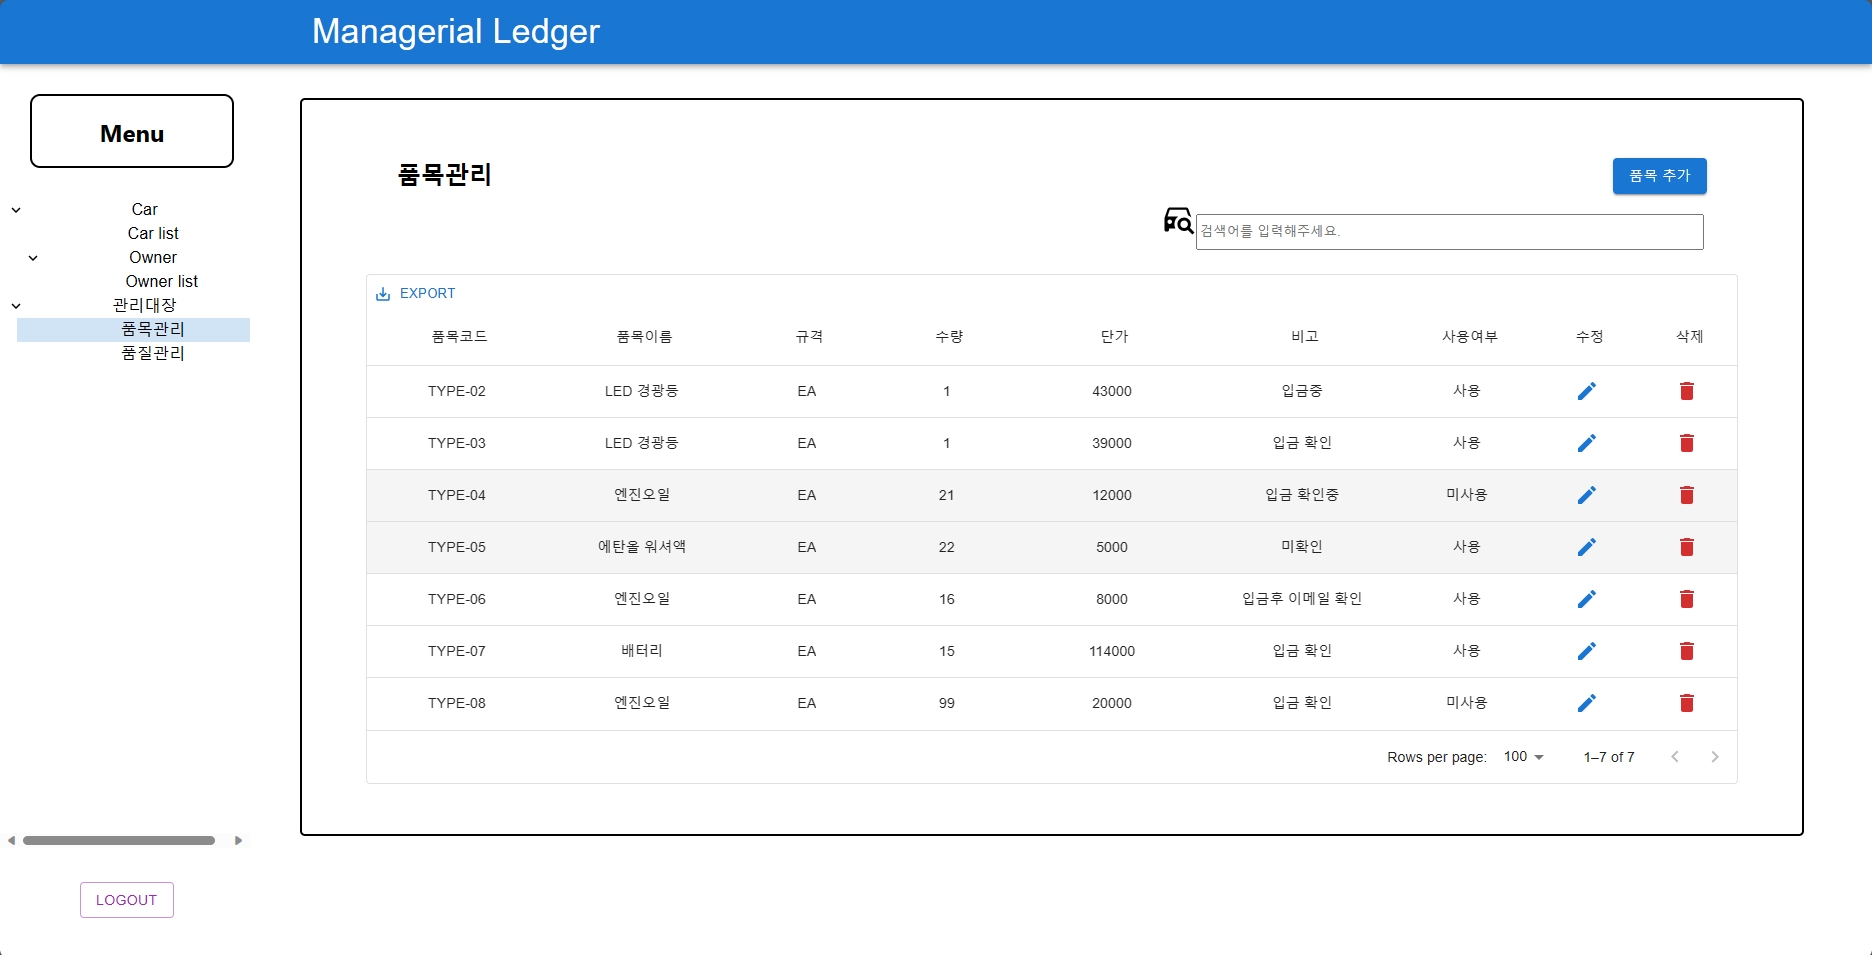 Managerial Ledger
Menu
Car
Car list
Owner
Owner list
관리대장
품목관리
품질관리
LOGOUT
품목관리
품목 추가
검색어를 입력해주세요.
EXPORT
품목코드 품목이름 규격 수량 단가 비고 사용여부 수정 삭제
TYPE-02 LED 경광등 EA 1 43000 입금중 사용
TYPE-03 LED 경광등 EA 1 39000 입금 확인 사용
TYPE-04 엔진오일 EA 21 12000 입금 확인중 미사용
TYPE-05 에탄올 워셔액 EA 22 5000 미확인 사용
TYPE-06 엔진오일 EA 16 8000 입금후 이메일 확인 사용
TYPE-07 배터리 EA 15 114000 입금 확인 사용
TYPE-08 엔진오일 EA 99 20000 입금 확인 미사용
Rows per page: 100 1–7 of 7